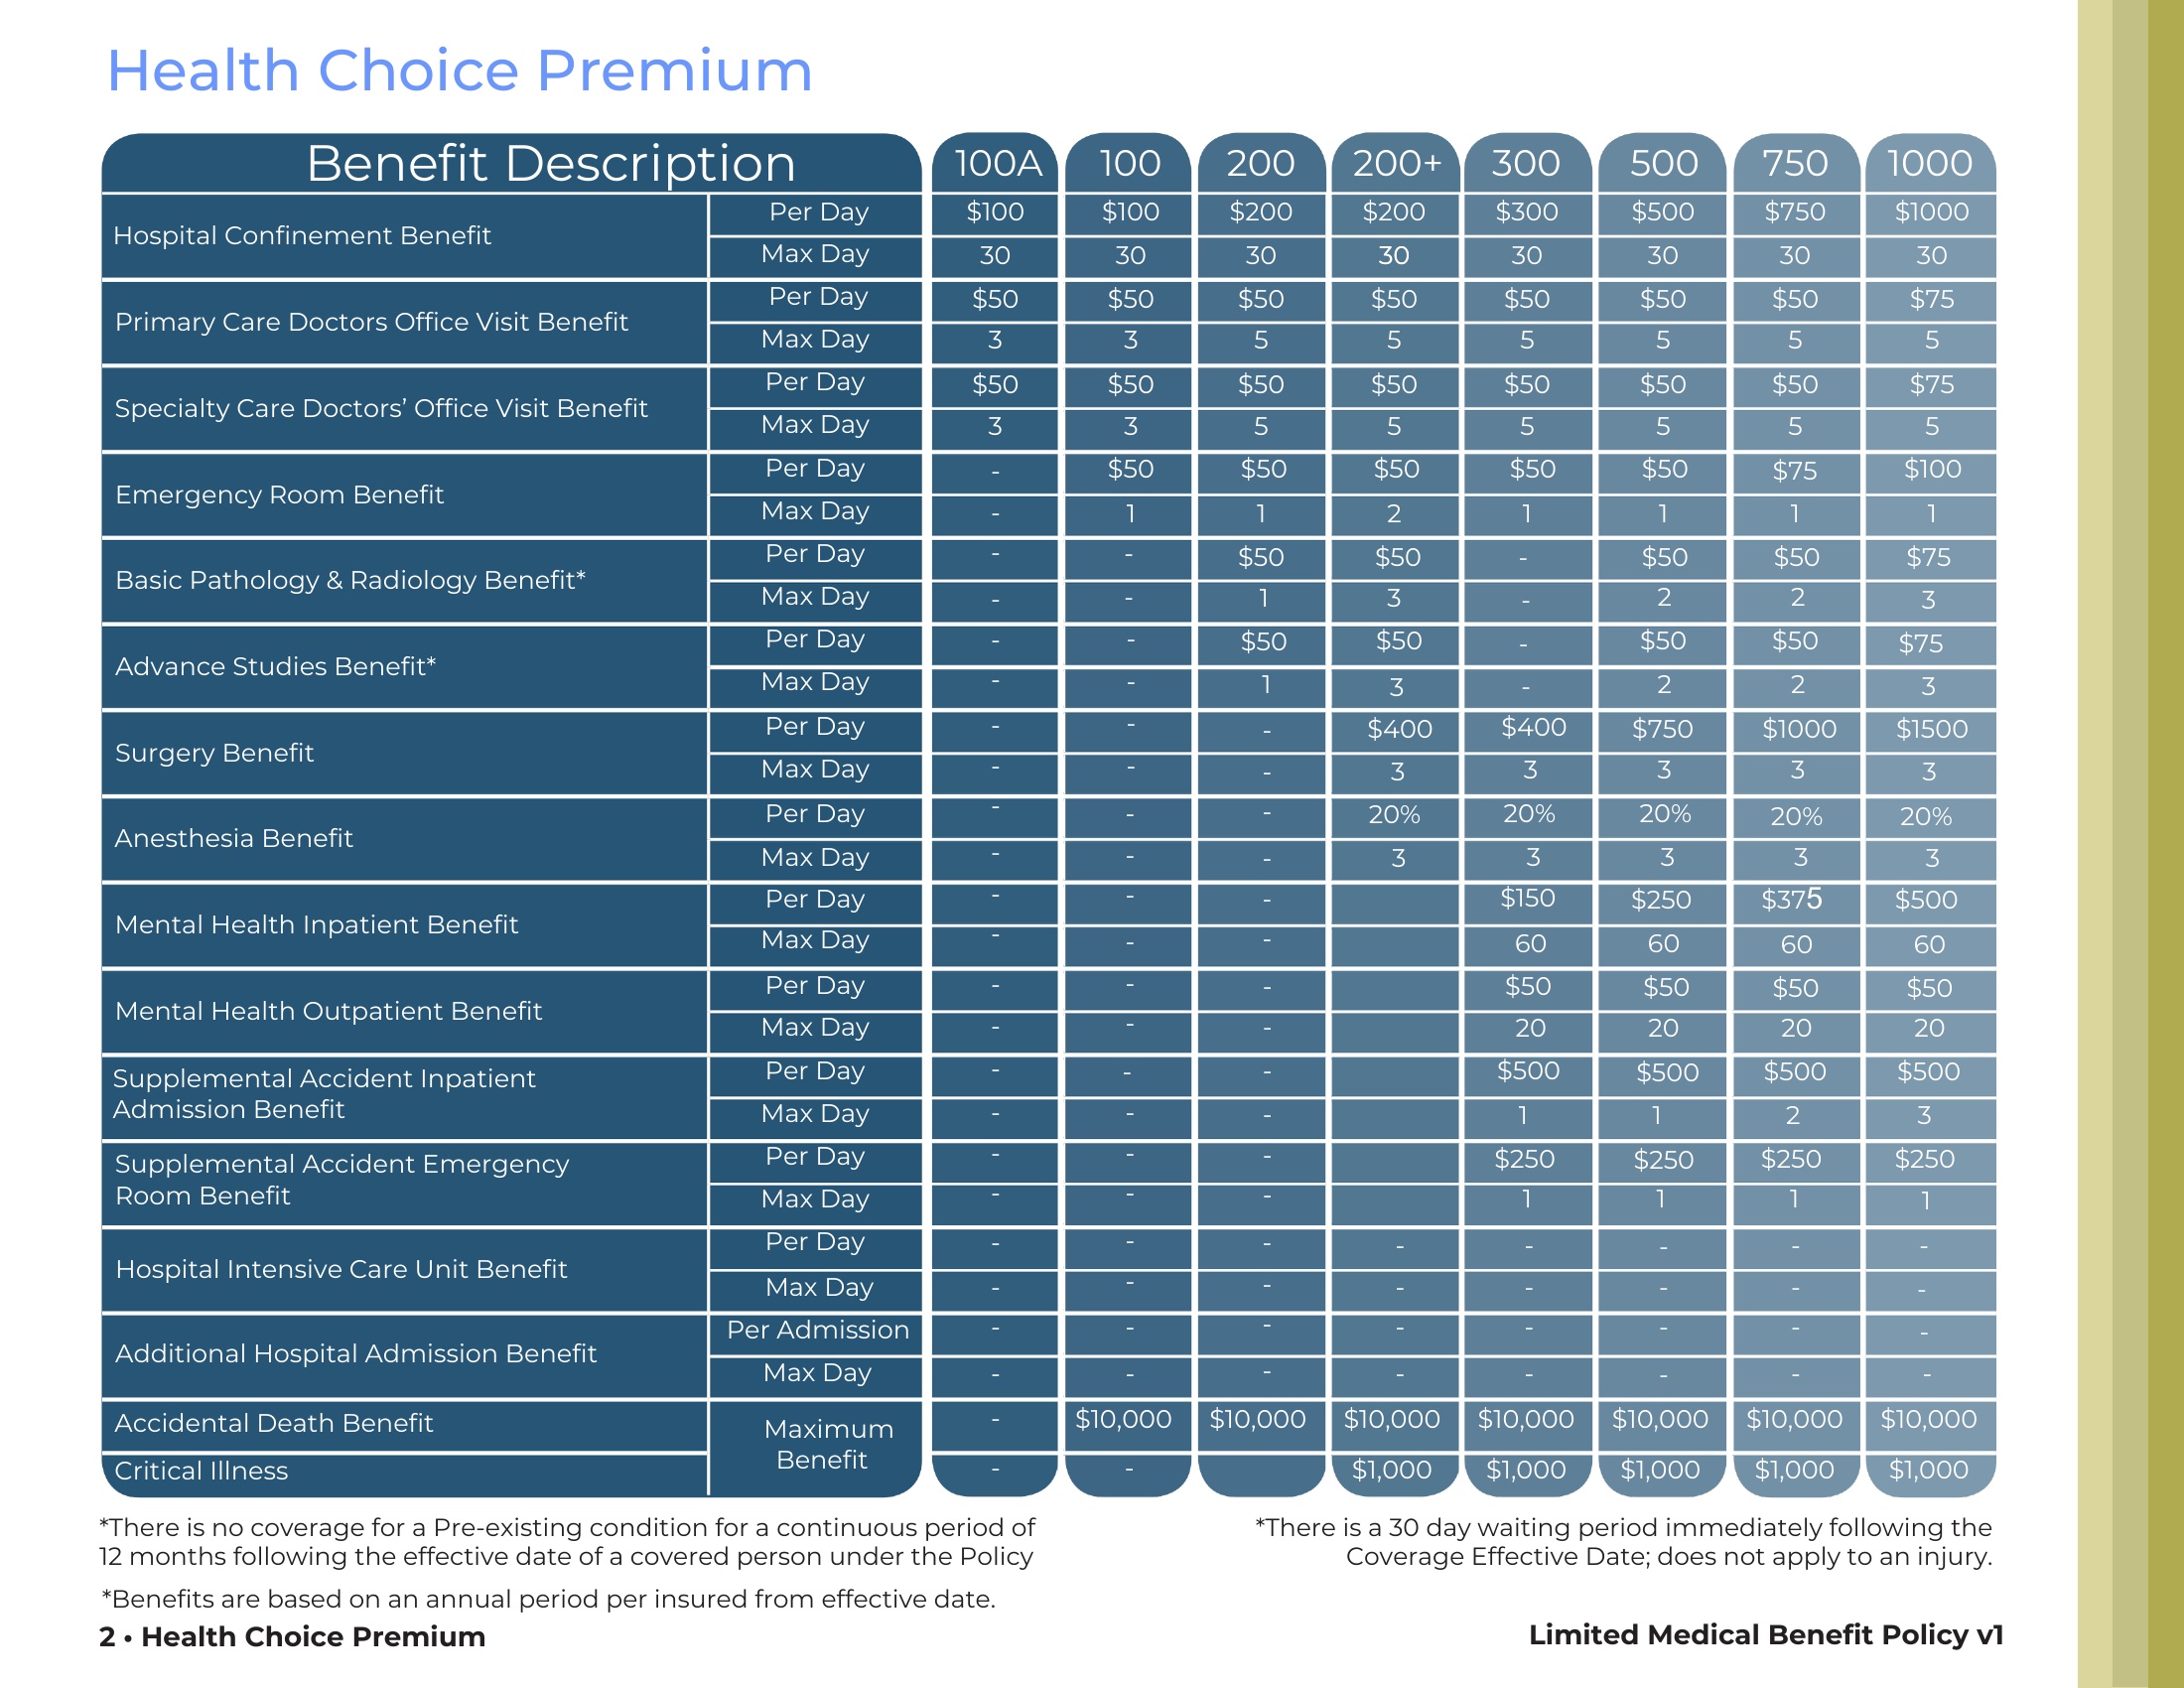 Health Choice Premium
Benefit Description 100A 100 200 200+ 300 500 750 1000
Hospital Confinement Benefit
Per Day $100 $100 $200 $200 $300 $500 $750 $1000
Max Day 30 30 30 30 30 30 30 30
Primary Care Doctors Office Visit Benefit
Per Day $50 $50 $50 $50 $50 $50 $50 $75
Max Day 3 3 5 5 5 5 5 5
Specialty Care Doctors’ Office Visit Benefit
Per Day $50 $50 $50 $50 $50 $50 $50 $75
Max Day 3 3 5 5 5 5 5 5
Emergency Room Benefit
Per Day - $50 $50 $50 $50 $50 $75 $100
Max Day - 1 1 2 1 1 1 1
Basic Pathology & Radiology Benefit*
Per Day - - $50 $50 - $50 $50 $75
Max Day - - 1 3 - 2 2 3
Advance Studies Benefit*
Per Day - - $50 $50 - $50 $50 $75
Max Day - - 1 3 - 2 2 3
Surgery Benefit
Per Day - - - $400 $400 $750 $1000 $1500
Max Day - - - 3 3 3 3 3
Anesthesia Benefit
Per Day - - - 20% 20% 20% 20% 20%
Max Day - - - 3 3 3 3 3
Mental Health Inpatient Benefit
Per Day - - - $150 $250 $375 $500
Max Day - - - 60 60 60 60
Mental Health Outpatient Benefit
Per Day - - - $50 $50 $50 $50
Max Day - - - 20 20 20 20
Supplemental Accident Inpatient
Admission Benefit
Per Day - - - $500 $500 $500 $500
Max Day - - - 1 1 2 3
Supplemental Accident Emergency
Room Benefit
Per Day - - - $250 $250 $250 $250
Max Day - - - 1 1 1 1
Hospital Intensive Care Unit Benefit
Per Day - - - - - - - -
Max Day - - - - - - - -
Additional Hospital Admission Benefit
Per Admission - - - - - - - -
Max Day - - - - - - - -
Maximum
Benefit
Accidental Death Benefit - $10,000 $10,000 $10,000 $10,000 $10,000 $10,000 $10,000
Critical Illness - - $1,000 $1,000 $1,000 $1,000 $1,000
*There is no coverage for a Pre-existing condition for a continuous period of
12 months following the effective date of a covered person under the Policy
*There is a 30 day waiting period immediately following the
Coverage Effective Date; does not apply to an injury.
*Benefits are based on an annual period per insured from effective date.
2 • Health Choice Premium
Limited Medical Benefit Policy v1